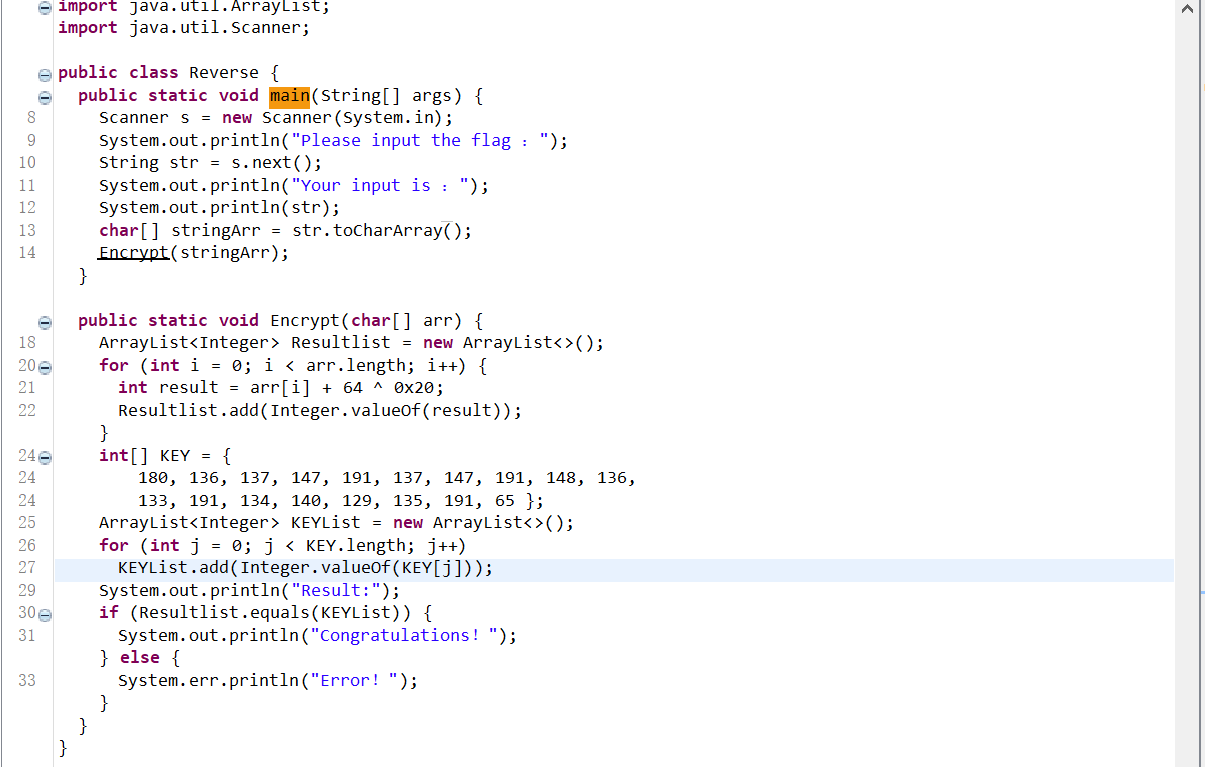 import java.util.ArrayList;
import java.util.Scanner;
public class Reverse {
public static void main(String[] args) {
8 Scanner s = new Scanner(System.in);
9 System.out.println("Please input the flag ：");
10 String str = s.next();
11 System.out.println("Your input is ：");
12 System.out.println(str);
13 char[] stringArr = str.toCharArray();
14 Encrypt(stringArr);
}
public static void Encrypt(char[] arr) {
18 ArrayList<Integer> Resultlist = new ArrayList<>();
20 for (int i = 0; i < arr.length; i++) {
21 int result = arr[i] + 64 ^ 0x20;
22 Resultlist.add(Integer.valueOf(result));
}
24 int[] KEY = {
24 180, 136, 137, 147, 191, 137, 147, 191, 148, 136,
24 133, 191, 134, 140, 129, 135, 191, 65 };
25 ArrayList<Integer> KEYList = new ArrayList<>();
26 for (int j = 0; j < KEY.length; j++)
27 KEYList.add(Integer.valueOf(KEY[j]));
29 System.out.println("Result:");
30 if (Resultlist.equals(KEYList)) {
31 System.out.println("Congratulations！");
} else {
33 System.err.println("Error！");
}
}
}